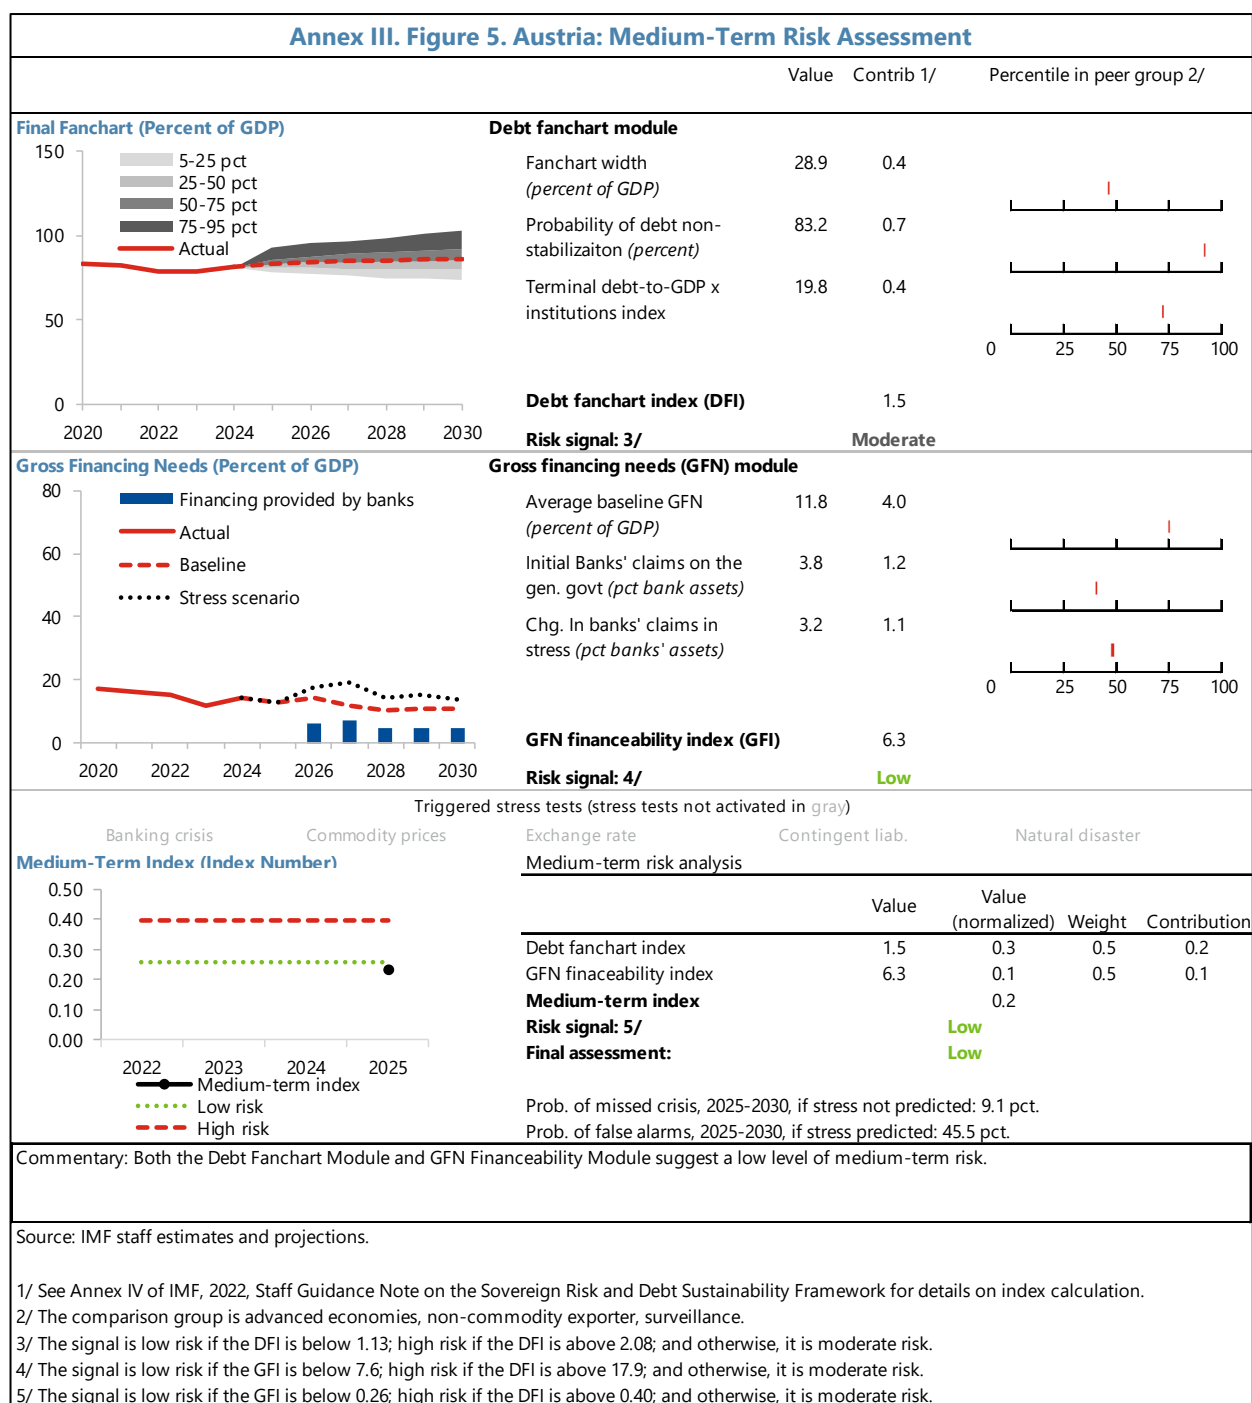 Annex III. Figure 5. Austria: Medium-Term Risk Assessment
Value Contrib 1/ Percentile in peer group 2/
Final Fanchart (Percent of GDP)
150
100
50
0
5-25 pct
25-50 pct
50-75 pct
75-95 pct
Actual
2020 2022 2024 2026 2028 2030
Debt fanchart module
Fanchart width 28.9 0.4
(percent of GDP)
Probability of debt non- 83.2 0.7
stabilizaiton (percent)
Terminal debt-to-GDP x 19.8 0.4
institutions index
0 25 50 75 100
Debt fanchart index (DFI) 1.5
Risk signal: 3/ Moderate
Gross Financing Needs (Percent of GDP)
80
60
40
20
0
Financing provided by banks
Actual
Baseline
Stress scenario
2020 2022 2024 2026 2028 2030
Gross financing needs (GFN) module
Average baseline GFN 11.8 4.0
(percent of GDP)
Initial Banks' claims on the 3.8 1.2
gen. govt (pct bank assets)
Chg. In banks' claims in 3.2 1.1
stress (pct banks' assets)
0 25 50 75 100
GFN financeability index (GFI) 6.3
Risk signal: 4/ Low
Triggered stress tests (stress tests not activated in gray)
Banking crisis Commodity prices Exchange rate Contingent liab. Natural disaster
Medium-Term Index (Index Number)
0.50
0.40
0.30
0.20
0.10
0.00
2022 2023 2024 2025
Medium-term index
Low risk
High risk
Medium-term risk analysis
Value Value
(normalized) Weight Contribution
Debt fanchart index 1.5 0.3 0.5 0.2
GFN finaceability index 6.3 0.1 0.5 0.1
Medium-term index 0.2
Risk signal: 5/ Low
Final assessment: Low
Prob. of missed crisis, 2025-2030, if stress not predicted: 9.1 pct.
Prob. of false alarms, 2025-2030, if stress predicted: 45.5 pct.
Commentary: Both the Debt Fanchart Module and GFN Financeability Module suggest a low level of medium-term risk.
Source: IMF staff estimates and projections.
1/ See Annex IV of IMF, 2022, Staff Guidance Note on the Sovereign Risk and Debt Sustainability Framework for details on index calculation.
2/ The comparison group is advanced economies, non-commodity exporter, surveillance.
3/ The signal is low risk if the DFI is below 1.13; high risk if the DFI is above 2.08; and otherwise, it is moderate risk.
4/ The signal is low risk if the GFI is below 7.6; high risk if the DFI is above 17.9; and otherwise, it is moderate risk.
5/ The signal is low risk if the GFI is below 0.26; high risk if the DFI is above 0.40; and otherwise, it is moderate risk.